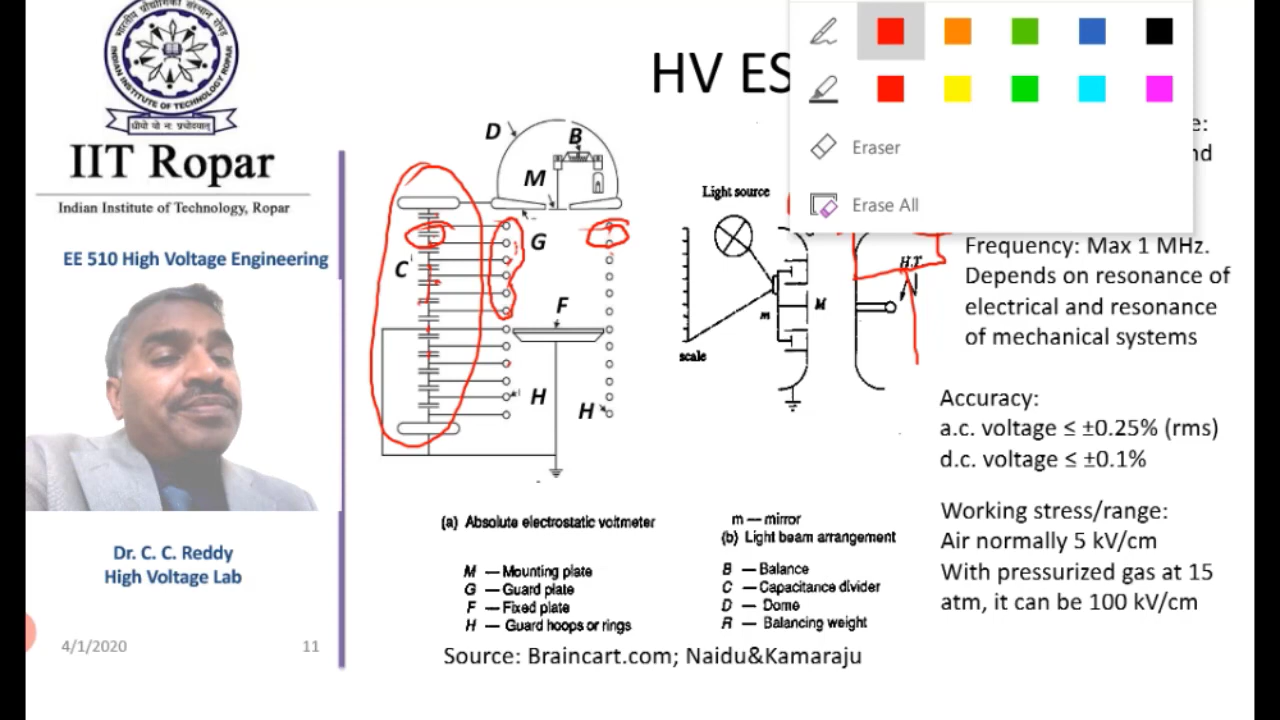 IIT Ropar
Indian Institute of Technology, Ropar
EE 510 High Voltage Engineering
Dr. C. C. Reddy
High Voltage Lab
4/1/2020
11
HV ES
Eraser
Erase All
D
B
M
G
C
F
H
H
(a) Absolute electrostatic voltmeter
M — Mounting plate
G — Guard plate
F — Fixed plate
H — Guard hoops or rings
Light source
scale
m
M
H.T
m — mirror
(b) Light beam arrangement
B — Balance
C — Capacitance divider
D — Dome
R — Balancing weight
Source: Braincart.com; Naidu&Kamaraju
e:
nd
Frequency: Max 1 MHz.
Depends on resonance of
electrical and resonance
of mechanical systems
Accuracy:
a.c. voltage ≤ ±0.25% (rms)
d.c. voltage ≤ ±0.1%
Working stress/range:
Air normally 5 kV/cm
With pressurized gas at 15
atm, it can be 100 kV/cm